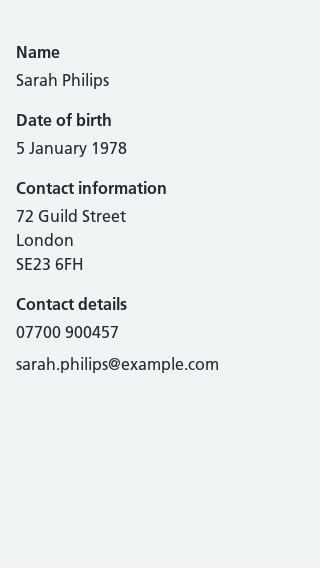 Name
Sarah Philips
Date of birth
5 January 1978
Contact information
72 Guild Street
London
SE23 6FH
Contact details
07700 900457
sarah.philips@example.com